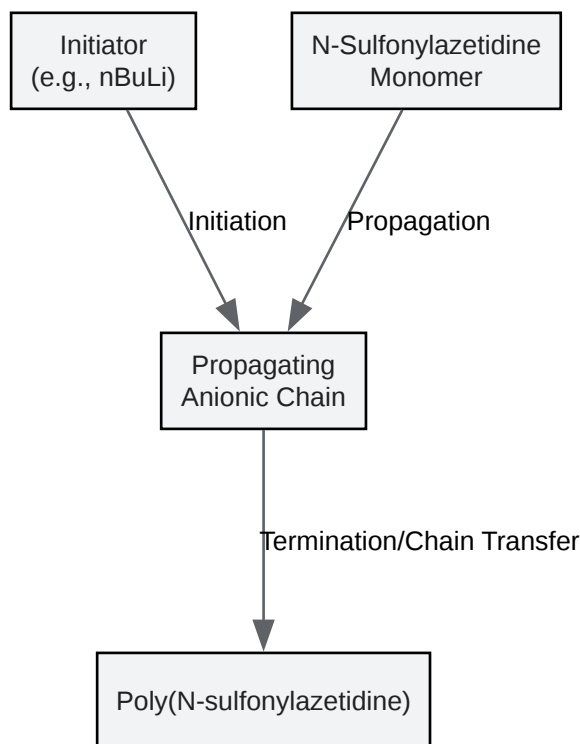 Initiator
(e.g., nBuLi)
N-Sulfonylazetidine
Monomer
Initiation
Propagation
Propagating
Anionic Chain
Termination/Chain Transfer
Poly(N-sulfonylazetidine)